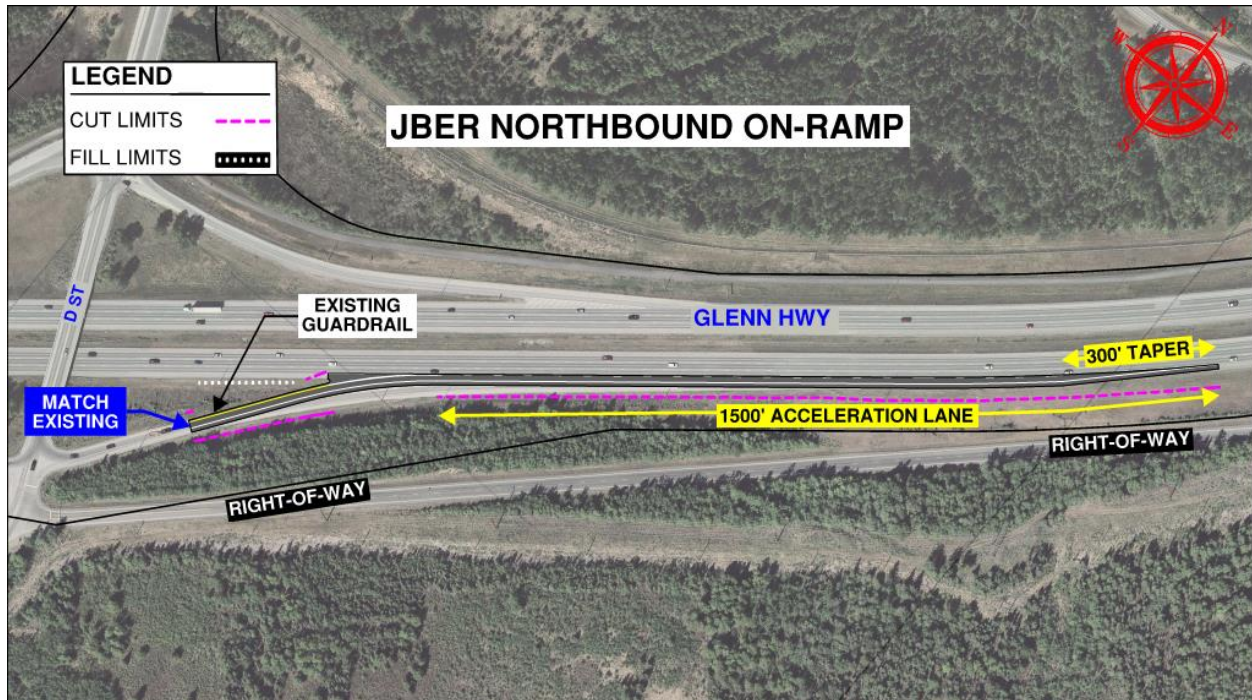 LEGEND
CUT LIMITS
FILL LIMITS
JBER NORTHBOUND ON-RAMP
W
N
S
E
D ST
EXISTING
GUARDRAIL
GLENN HWY
300' TAPER
MATCH
EXISTING
1500' ACCELERATION LANE
RIGHT-OF-WAY
RIGHT-OF-WAY